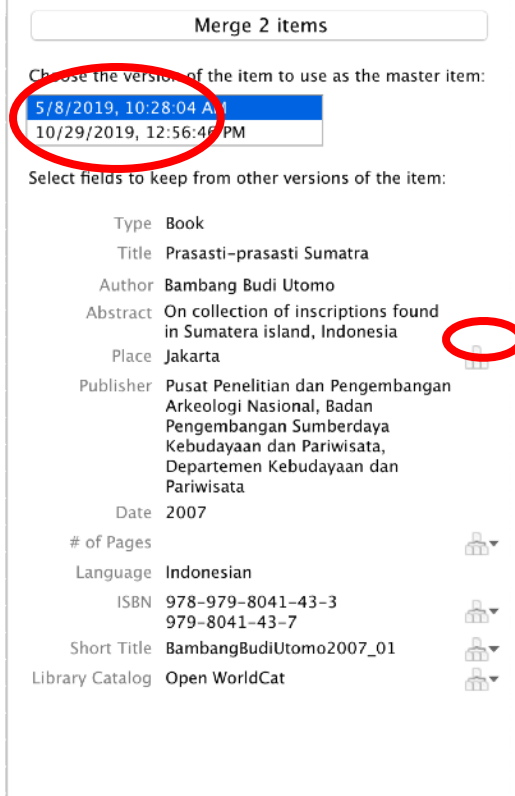 Merge 2 items
Choose the version of the item to use as the master item:
5/8/2019, 10:28:04 AM
10/29/2019, 12:56:46 PM
Select fields to keep from other versions of the item:
Type Book
Title Prasasti-prasasti Sumatra
Author Bambang Budi Utomo
Abstract On collection of inscriptions found
in Sumatera island, Indonesia
Place Jakarta
Publisher Pusat Penelitian dan Pengembangan
Arkeologi Nasional, Badan
Pengembangan Sumberdaya
Kebudayaan dan Pariwisata,
Departemen Kebudayaan dan
Pariwisata
Date 2007
# of Pages
Language Indonesian
ISBN 978-979-8041-43-3
979-8041-43-7
Short Title BambangBudiUtomo2007_01
Library Catalog Open WorldCat